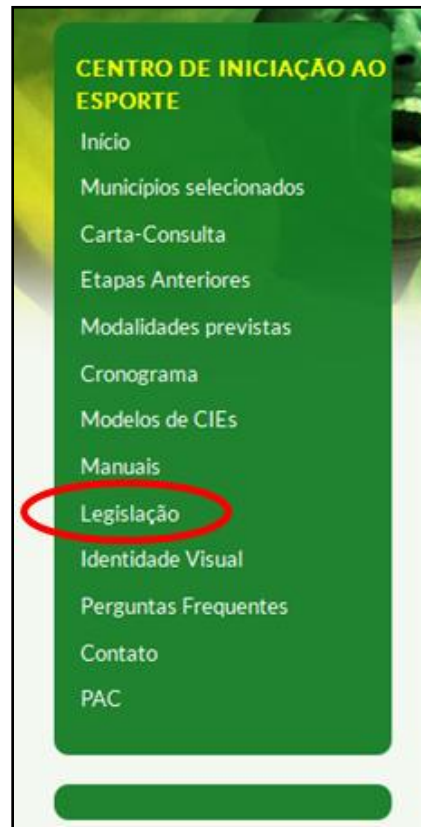 CENTRO DE INICIAÇÃO AO
ESPORTE
Início
Municípios selecionados
Carta-Consulta
Etapas Anteriores
Modalidades previstas
Cronograma
Modelos de CIEs
Manuais
Legislação
Identidade Visual
Perguntas Frequentes
Contato
PAC